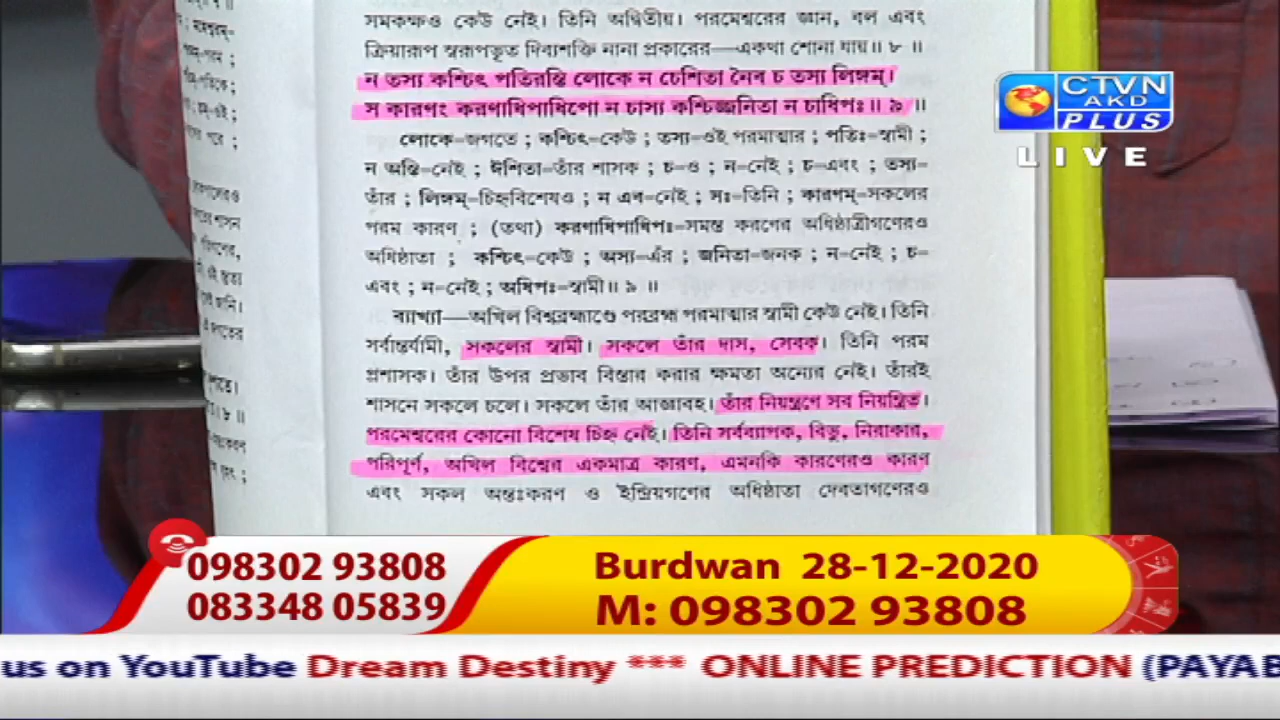 সমকক্ষও কেউ নেই। তিনি অদ্বিতীয়। পরমেশ্বরের জ্ঞান, বল এবং
ক্রিয়ারূপ স্বরূপভূত দিব্যশক্তি নানা প্রকারের—একথা শোনা যায়॥ ৮ ॥
ন তস্য কশ্চিৎ পতিরস্তি লোকে ন চেশিতা নৈব চ তস্য লিঙ্গম্।
স কারণং করণাধিপাধিপো ন চাস্য কশ্চিজ্জনিতা ন চাধিপঃ॥ ৯ ॥
লোকে=জগতে ; কশ্চিৎ=কেউ ; তস্য=ওই পরমাত্মার ; পতিঃ=স্বামী ;
ন অস্তি=নেই ; ঈশিতা=তাঁর শাসক ; চ=ও ; ন=নেই ; চ=এবং ; তস্য=
তাঁর ; লিঙ্গম্=চিহ্নবিশেষও ; ন এব=নেই ; সঃ=তিনি ; কারণম্=সকলের
পরম কারণ ; (তথা) করণাধিপাধিপঃ=সমস্ত করণের অধিষ্ঠাত্রীগণেরও
অধিষ্ঠাতা ; কশ্চিৎ=কেউ ; অস্য=এঁর ; জনিতা=জনক ; ন=নেই ; চ=
এবং ; ন=নেই ; অধিপঃ=স্বামী॥ ৯ ॥
ব্যাখ্যা—অখিল বিশ্বব্রহ্মাণ্ডে পরব্রহ্ম পরমাত্মার স্বামী কেউ নেই। তিনি
সর্বান্তর্যামী, সকলের স্বামী। সকলে তাঁর দাস, সেবক। তিনি পরম
প্রশাসক। তাঁর উপর প্রভাব বিস্তার করার ক্ষমতা অন্যের নেই। তাঁরই
শাসনে সকলে চলে। সকলে তাঁর আজ্ঞাবহ। তাঁর নিয়ন্ত্রণে সব নিয়ন্ত্রিত।
পরমেশ্বরের কোনো বিশেষ চিহ্ন নেই। তিনি সর্বব্যাপক, বিভু, নিরাকার,
পরিপূর্ণ, অখিল বিশ্বের একমাত্র কারণ, এমনকি কারণেরও কারণ
এবং সকল অন্তঃকরণ ও ইন্দ্রিয়গণের অধিষ্ঠাতা দেবতাগণেরও
CTVN
AKD
PLUS
LIVE
098302 93808
083348 05839
Burdwan 28-12-2020
M: 098302 93808
us on YouTube Dream Destiny *** ONLINE PREDICTION (PAYAB